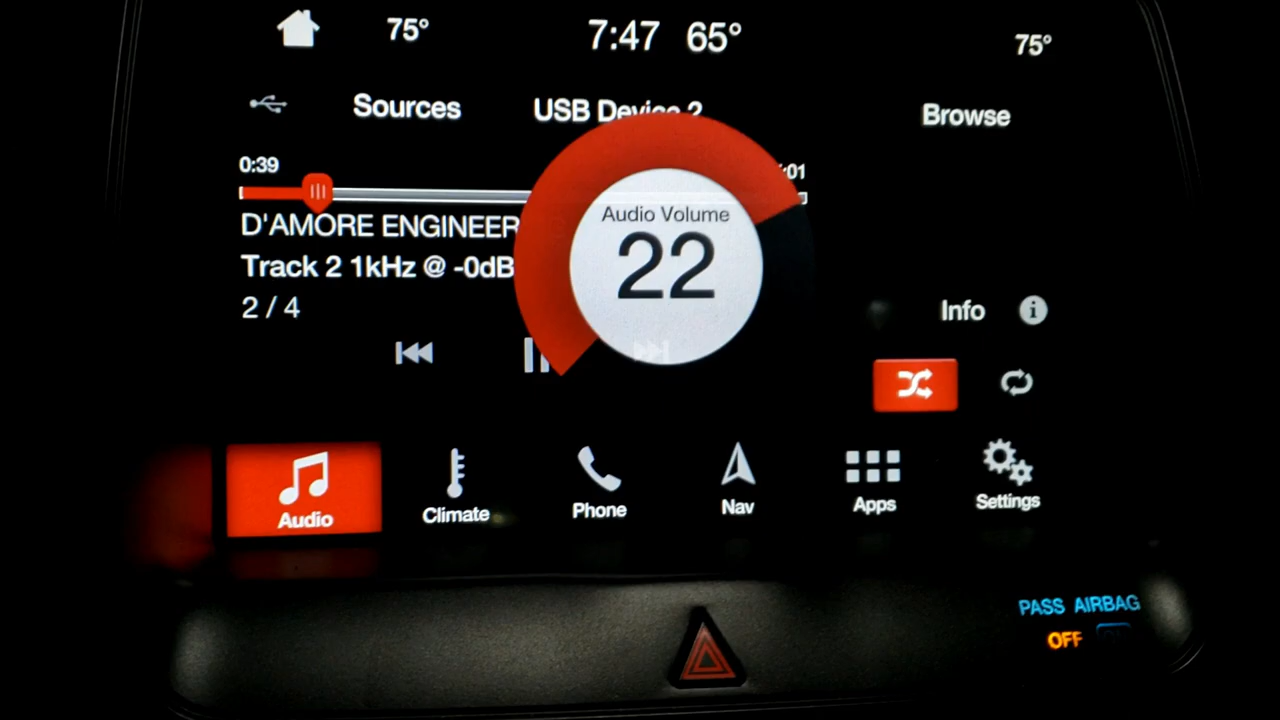 75° 7:47 65° 75°
Sources USB Device 2 Browse
0:39 :01
D'AMORE ENGINEER
Track 2 1kHz @ -0dB
2 / 4
Audio Volume
22
Info
Audio Climate Phone Nav Apps Settings
PASS AIRBAG
OFF